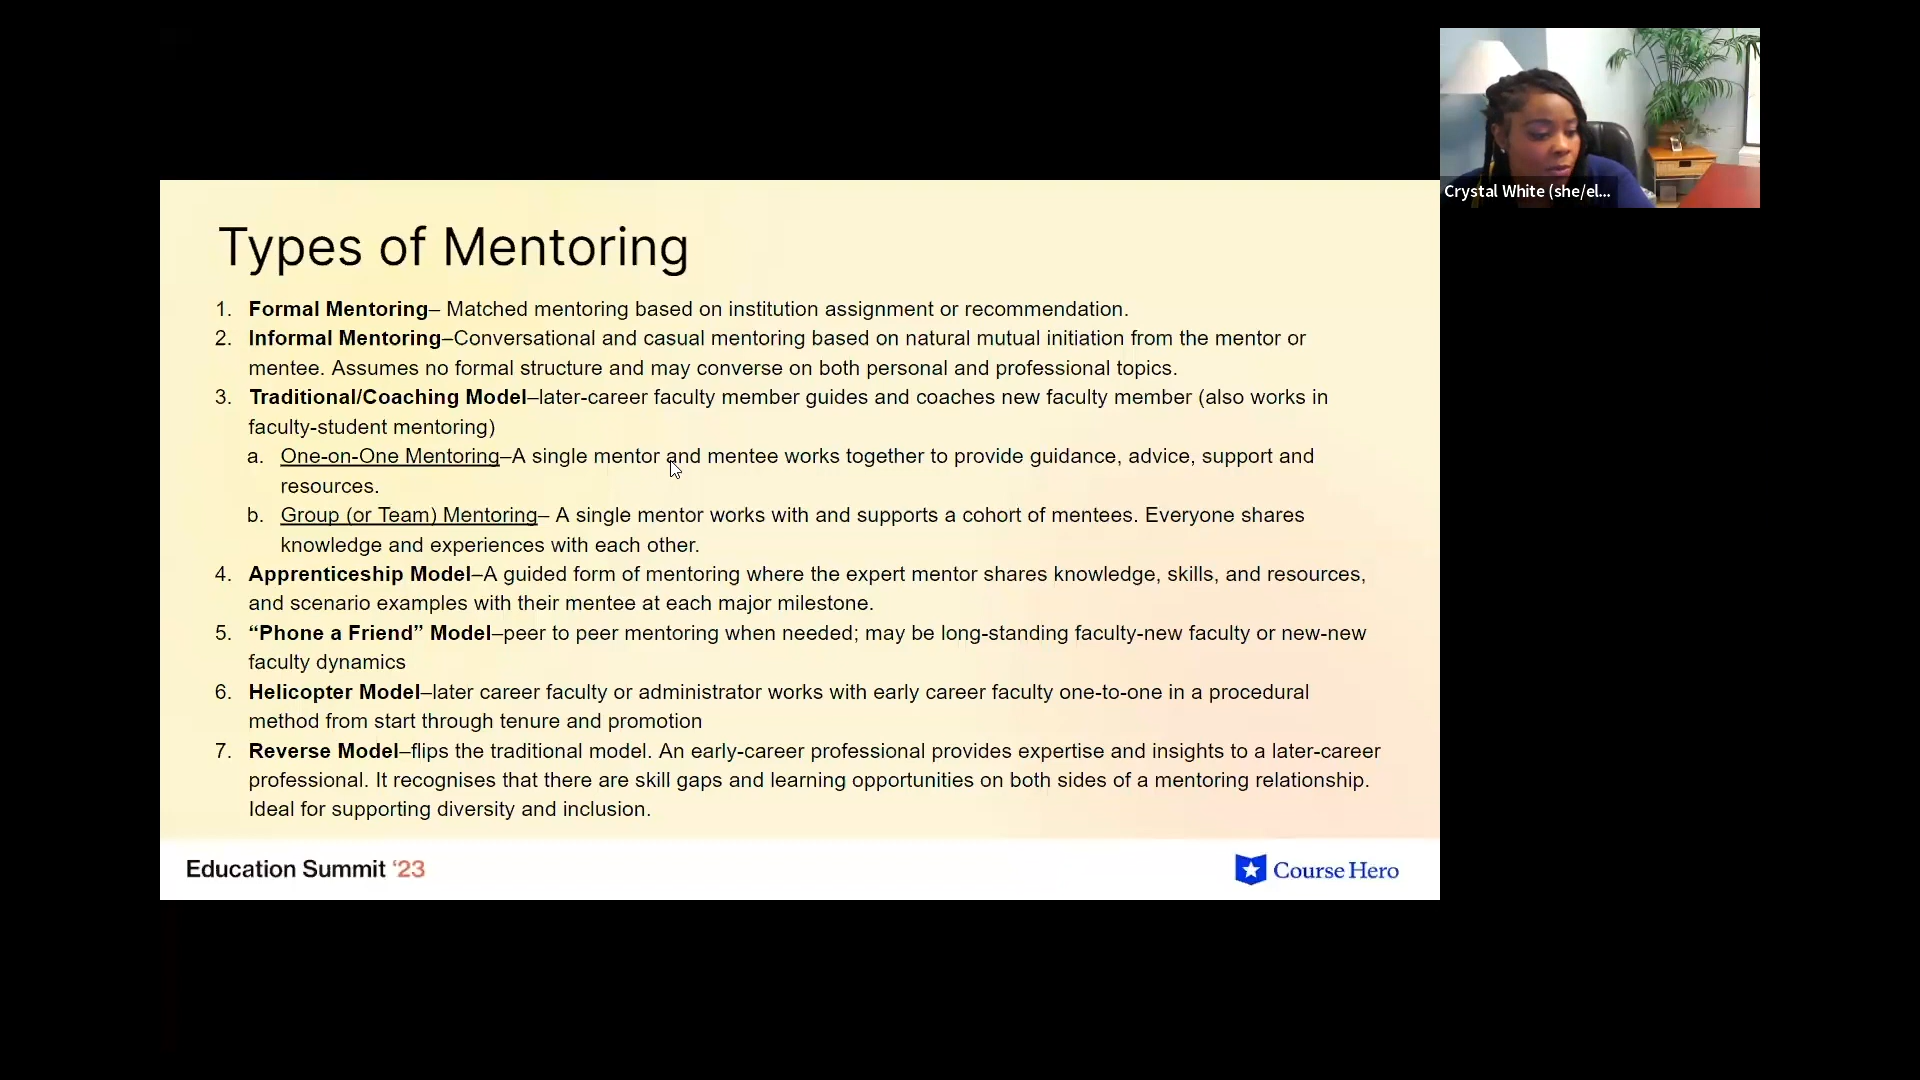 Crystal White (she/el...
Types of Mentoring
1. Formal Mentoring– Matched mentoring based on institution assignment or recommendation.
2. Informal Mentoring–Conversational and casual mentoring based on natural mutual initiation from the mentor or
mentee. Assumes no formal structure and may converse on both personal and professional topics.
3. Traditional/Coaching Model–later-career faculty member guides and coaches new faculty member (also works in
faculty-student mentoring)
a. One-on-One Mentoring–A single mentor and mentee works together to provide guidance, advice, support and
resources.
b. Group (or Team) Mentoring– A single mentor works with and supports a cohort of mentees. Everyone shares
knowledge and experiences with each other.
4. Apprenticeship Model–A guided form of mentoring where the expert mentor shares knowledge, skills, and resources,
and scenario examples with their mentee at each major milestone.
5. “Phone a Friend” Model–peer to peer mentoring when needed; may be long-standing faculty-new faculty or new-new
faculty dynamics
6. Helicopter Model–later career faculty or administrator works with early career faculty one-to-one in a procedural
method from start through tenure and promotion
7. Reverse Model–flips the traditional model. An early-career professional provides expertise and insights to a later-career
professional. It recognises that there are skill gaps and learning opportunities on both sides of a mentoring relationship.
Ideal for supporting diversity and inclusion.
Education Summit ‘23
Course Hero